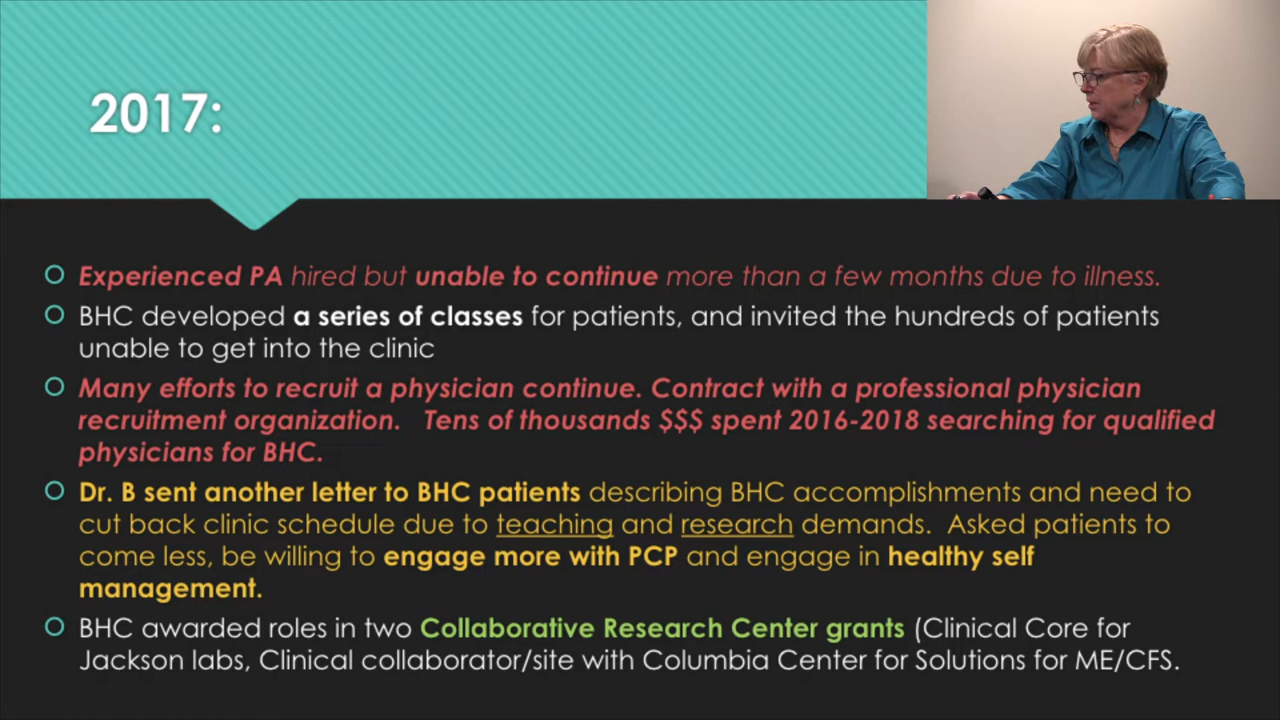 2017:
Experienced PA hired but unable to continue more than a few months due to illness.
BHC developed a series of classes for patients, and invited the hundreds of patients
unable to get into the clinic
Many efforts to recruit a physician continue. Contract with a professional physician
recruitment organization. Tens of thousands $$$ spent 2016-2018 searching for qualified
physicians for BHC.
Dr. B sent another letter to BHC patients describing BHC accomplishments and need to
cut back clinic schedule due to teaching and research demands. Asked patients to
come less, be willing to engage more with PCP and engage in healthy self
management.
BHC awarded roles in two Collaborative Research Center grants (Clinical Core for
Jackson labs, Clinical collaborator/site with Columbia Center for Solutions for ME/CFS.